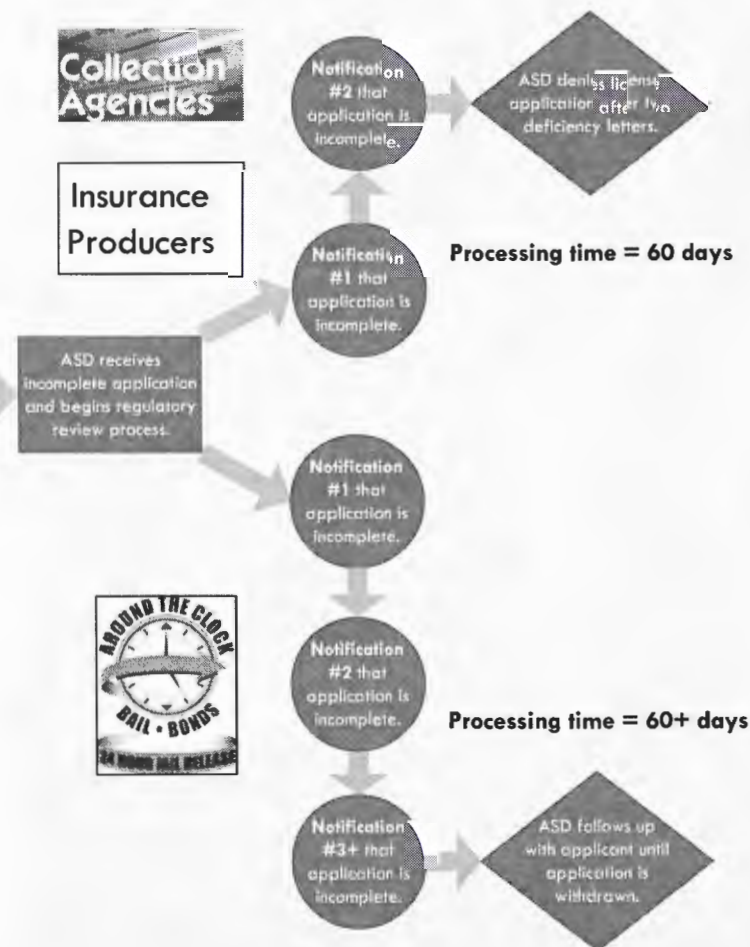 Collection
Agencies
Notification
#2 that
application is
incomplete.
ASD denies license
application after two
deficiency letters.
Insurance
Producers
Notification
#1 that
application is
incomplete.
Processing time = 60 days
ASD receives
incomplete application
and begins regulatory
review process.
Notification
#1 that
application is
incomplete.
AROUND THE CLOCK
BAIL • BONDS
24 HOUR JAIL RELEASE
Notification
#2 that
application is
incomplete.
Processing time = 60+ days
Notification
#3+ that
application is
incomplete.
ASD follows up
with applicant until
application is
withdrawn.